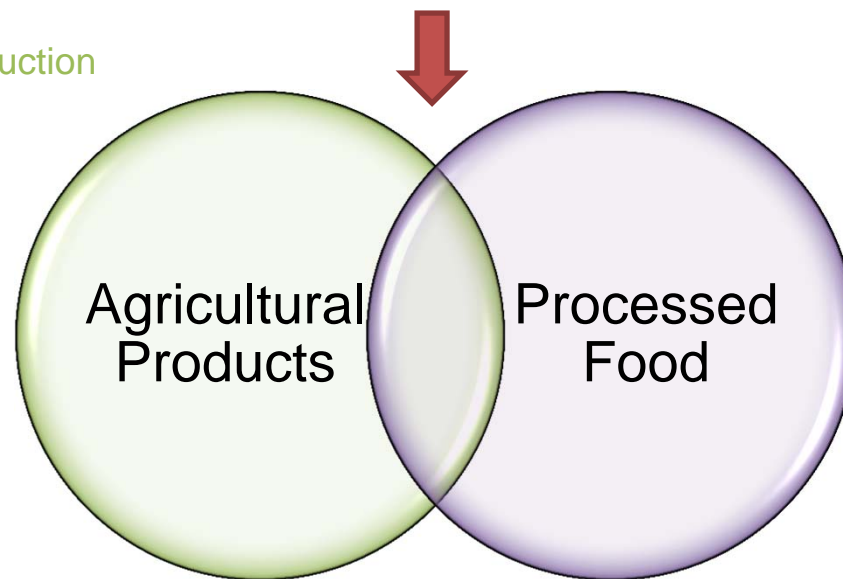 uction
Agricultural
Products
Processed
Food